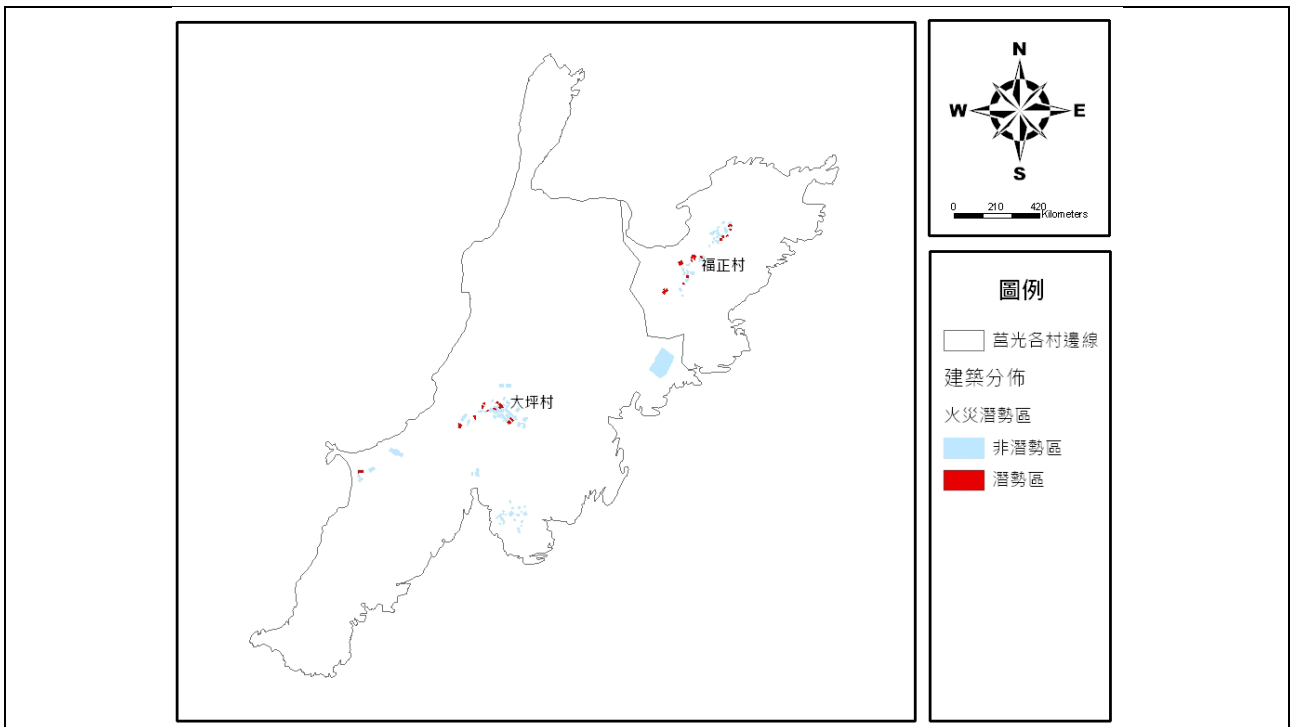 福正村
大坪村
N
W E
S
0 210 420
Kilometers
圖例
莒光各村邊線
建築分佈
火災潛勢區
非潛勢區
潛勢區